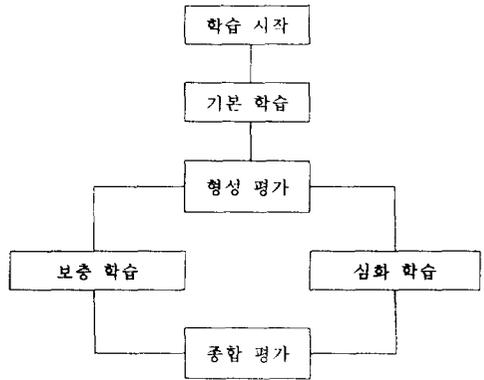 학습 시작
기본 학습
형성 평가
보충 학습
심화 학습
종합 평가